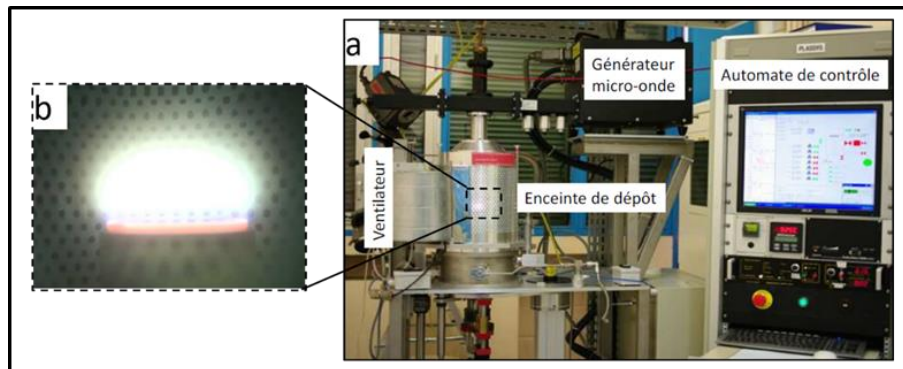 a
b
Générateur
micro-onde
PLASSYS
Automate de contrôle
Ventilateur
Enceinte de dépôt